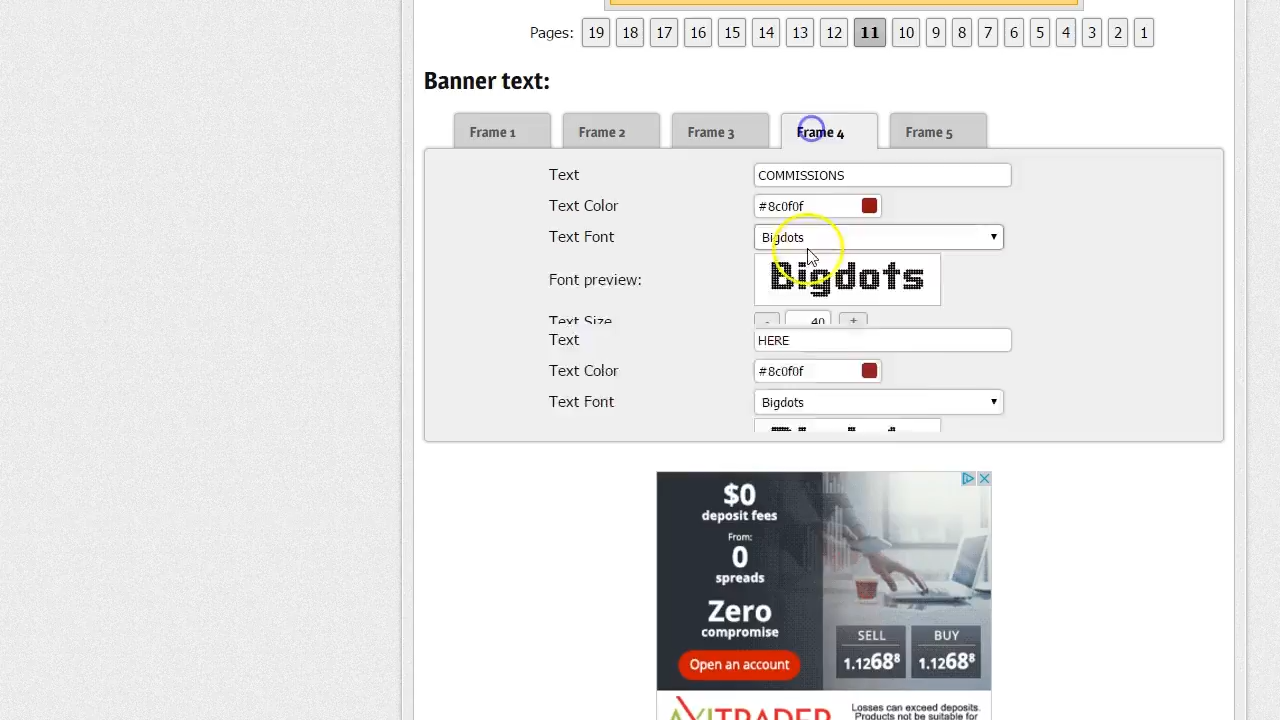 Pages: 19 18 17 16 15 14 13 12 11 10 9 8 7 6 5 4 3 2 1
Banner text:
Frame 1 Frame 2 Frame 3 Frame 4 Frame 5
Text COMMISSIONS
Text Color #8c0f0f
Text Font Bigdots
Font preview: Bigdots
Text Size - 40 +
Text HERE
Text Color #8c0f0f
Text Font Bigdots
$0
deposit fees
From:
0
spreads
Zero
compromise
Open an account
SELL BUY
1.12688 1.12688
AXITRADER
Losses can exceed deposits.
Products not be suitable for